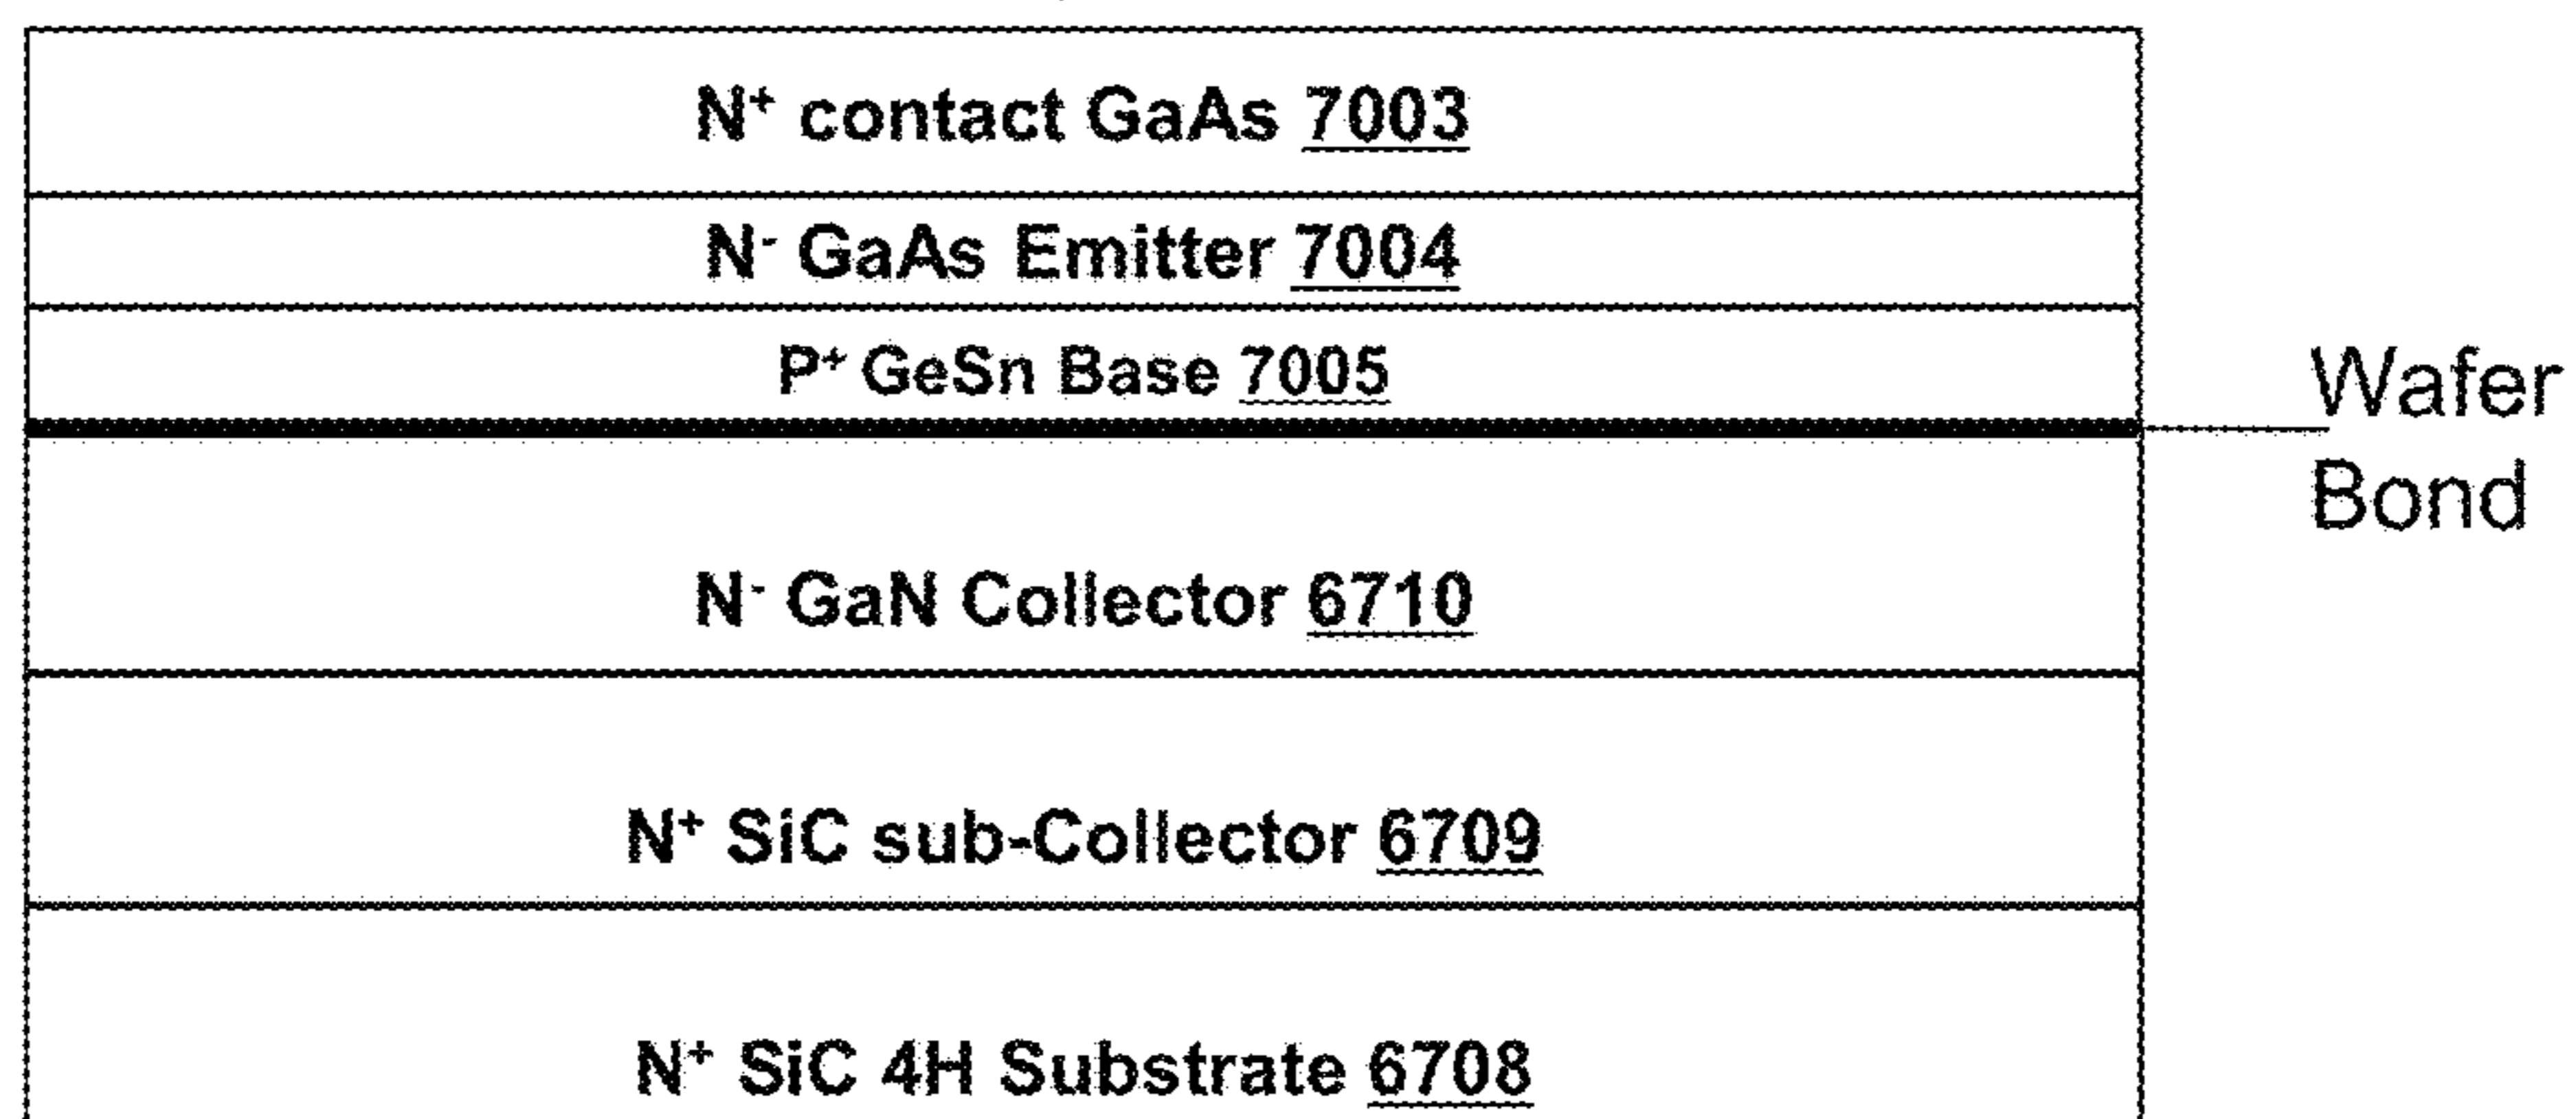 N⁺ contact GaAs 7003
N⁻ GaAs Emitter 7004
P⁺ GeSn Base 7005
Wafer
Bond
N⁻ GaN Collector 6710
N⁺ SiC sub-Collector 6709
N⁺ SiC 4H Substrate 6708